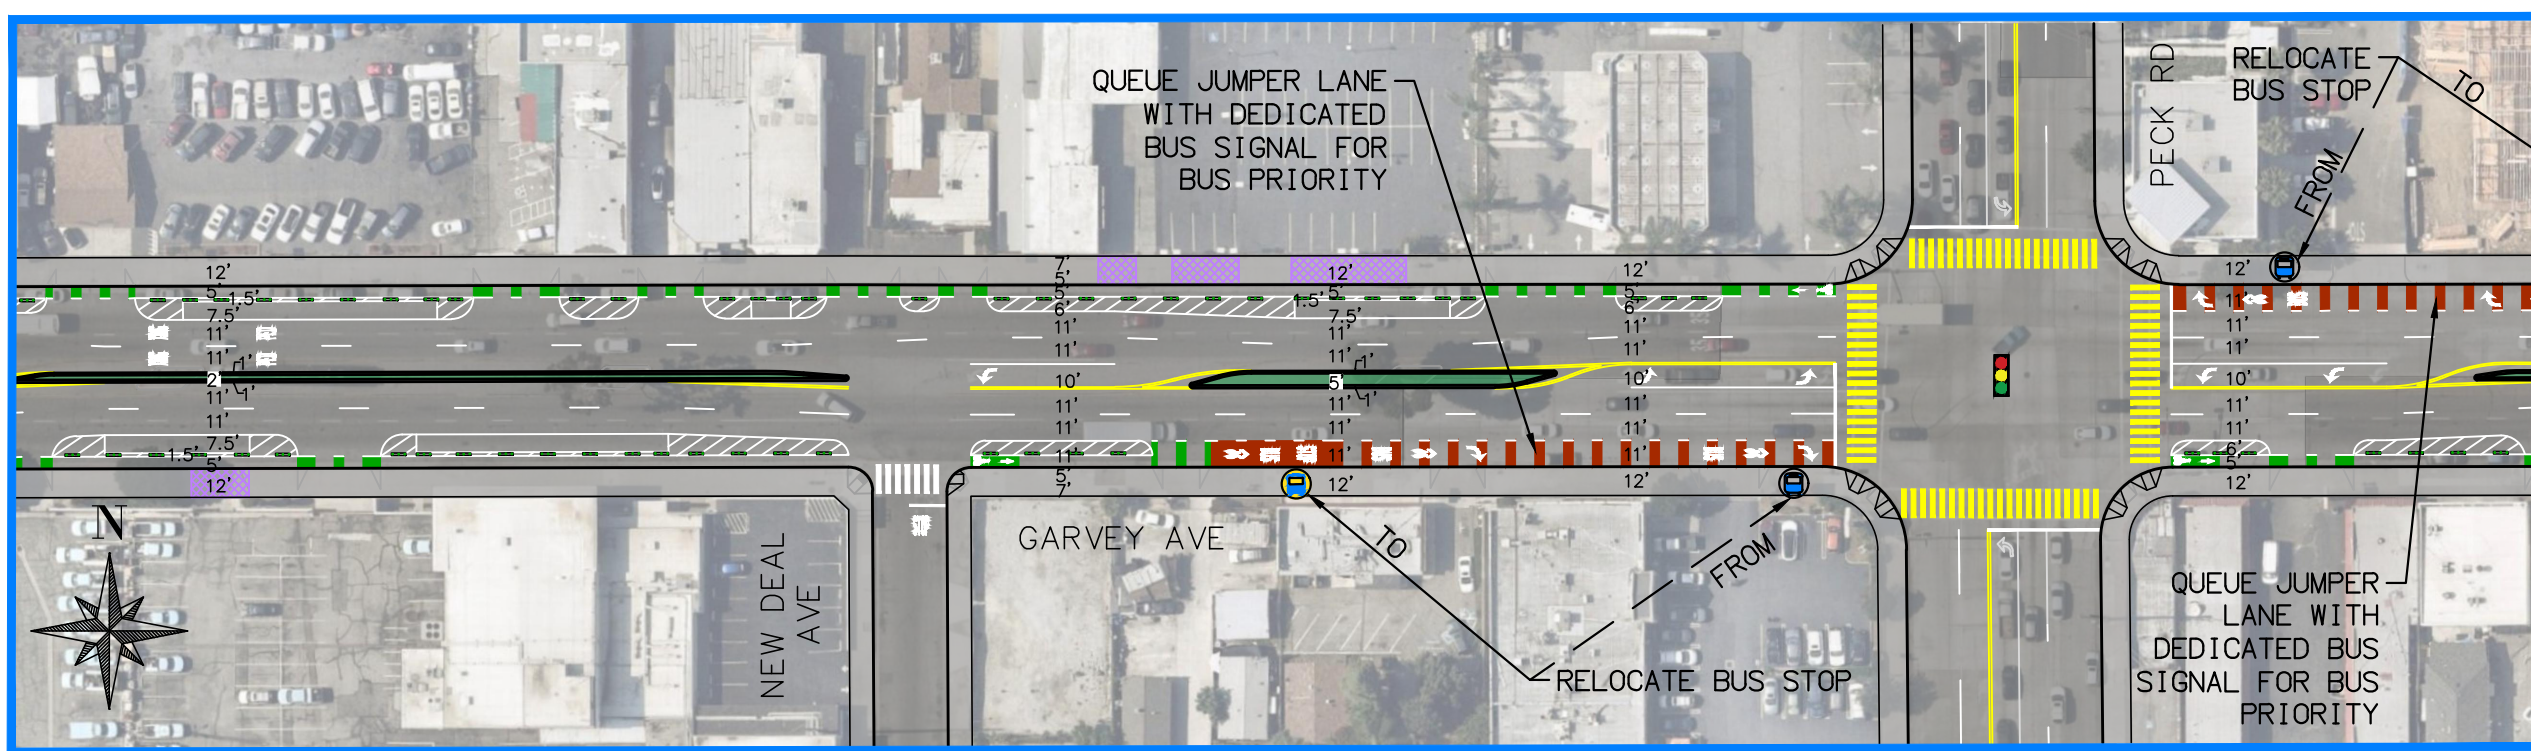 QUEUE JUMPER LANE
WITH DEDICATED
BUS SIGNAL FOR
BUS PRIORITY
PECK RD
RELOCATE
BUS STOP
TO
FROM
12'
5'
1.5'
7.5'
11'
11'
1'
2'
1'
11'
11'
7.5'
1.5'
5'
12'
7'
5'
5'
6'
11'
11'
10'
11'
11'
11'
5'
7'
12'
5'
1.5'
7.5'
11'
11'
1'
5'
1'
11'
11'
11'
12'
12'
5'
6'
11'
11'
10'
11'
11'
11'
12'
12'
11'
11'
11'
10'
11'
11'
6'
5'
N
NEW DEAL
AVE
GARVEY AVE
TO
FROM
RELOCATE BUS STOP
QUEUE JUMPER
LANE WITH
DEDICATED BUS
SIGNAL FOR BUS
PRIORITY